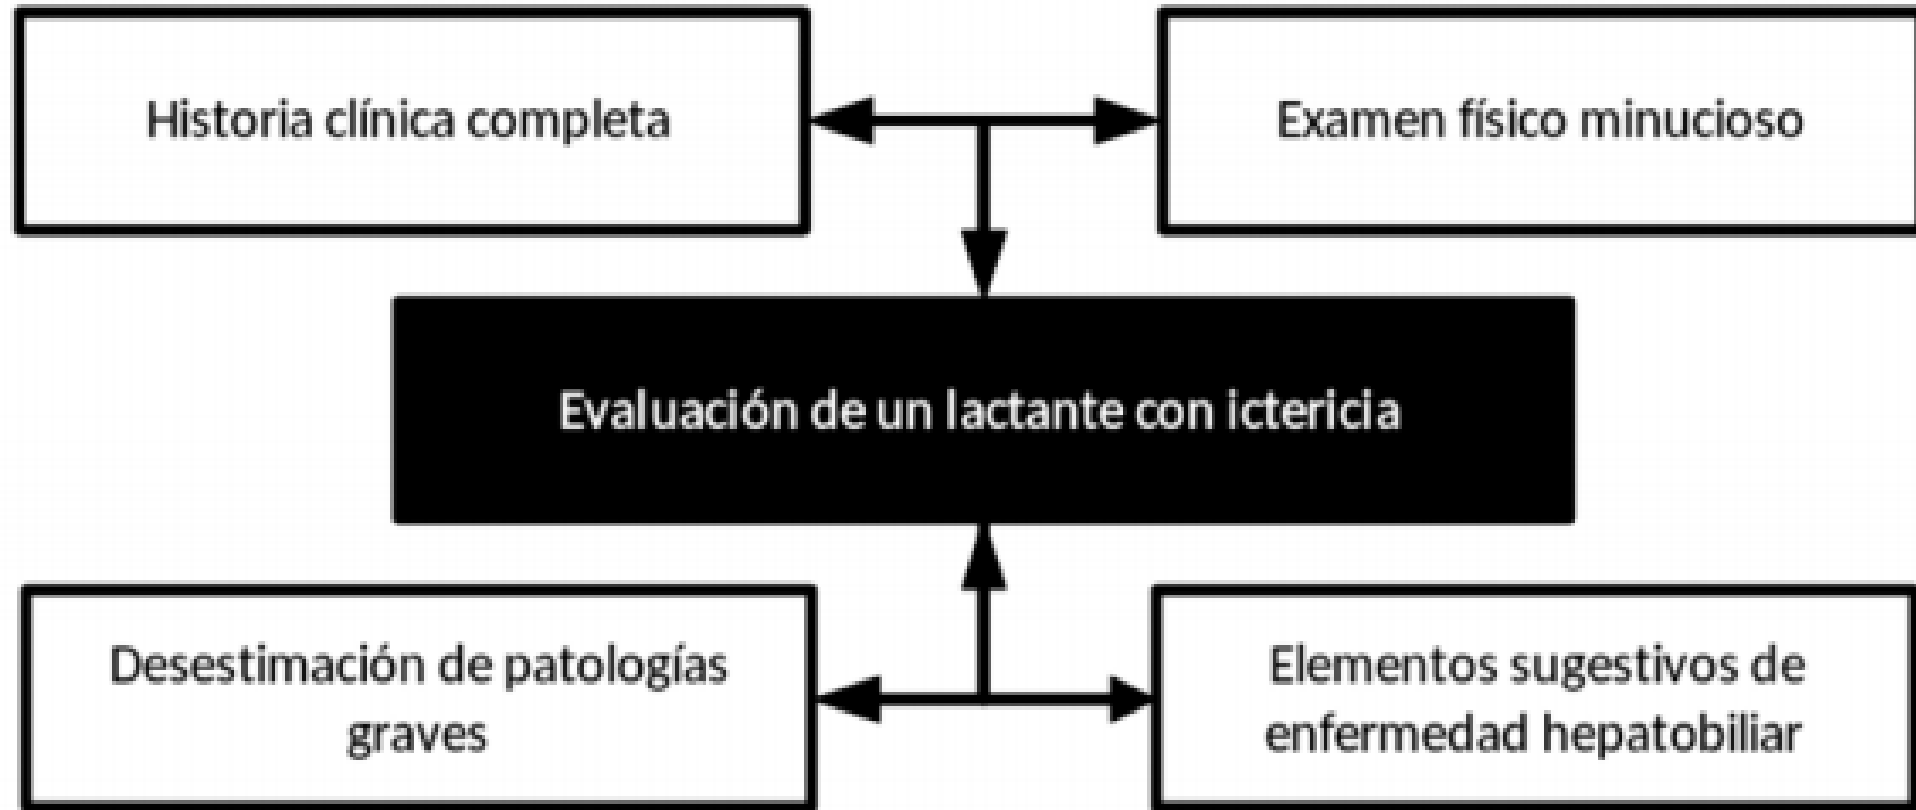 Historia clínica completa
Examen físico minucioso
Evaluación de un lactante con ictericia
Desestimación de patologías
graves
Elementos sugestivos de
enfermedad hepatobiliar